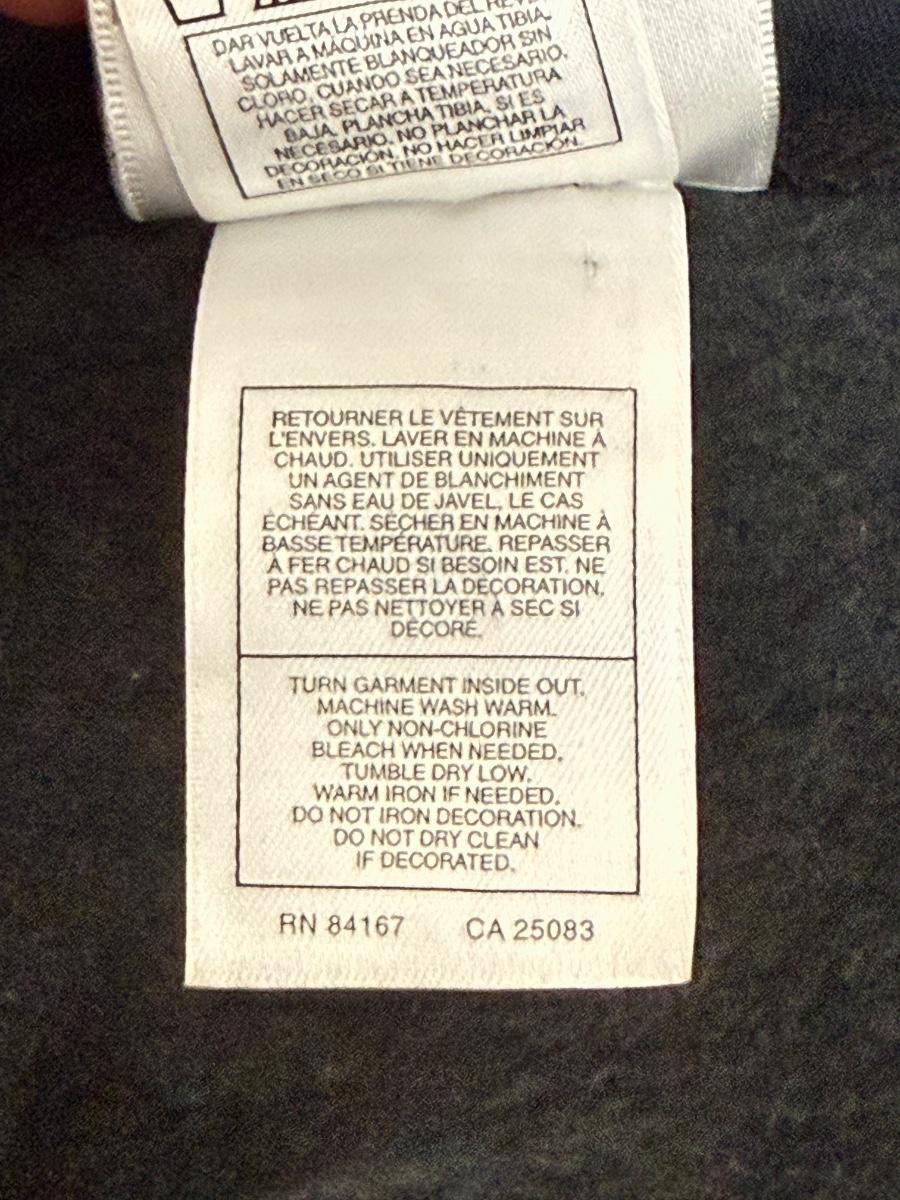 DAR VUELTA LA PRENDA DEL
LAVAR A MÁQUINA EN AGUA TIBIA.
SOLAMENTE BLANQUEADOR SIN
CLORO, CUANDO SEA NECESARIO.
HACER SECAR A TEMPERATURA
BAJA. PLANCHA TIBIA, SI ES
NECESARIO. NO PLANCHAR LA
DECORACIÓN. NO HACER LIMPIAR
EN SECO SI TIENE DECORACIÓN.
RETOURNER LE VÊTEMENT SUR
L'ENVERS. LAVER EN MACHINE À
CHAUD. UTILISER UNIQUEMENT
UN AGENT DE BLANCHIMENT
SANS EAU DE JAVEL, LE CAS
ÉCHÉANT. SÉCHER EN MACHINE À
BASSE TEMPÉRATURE. REPASSER
À FER CHAUD SI BESOIN EST. NE
PAS REPASSER LA DÉCORATION.
NE PAS NETTOYER À SEC SI
DÉCORÉ.
TURN GARMENT INSIDE OUT.
MACHINE WASH WARM.
ONLY NON-CHLORINE
BLEACH WHEN NEEDED.
TUMBLE DRY LOW.
WARM IRON IF NEEDED.
DO NOT IRON DECORATION.
DO NOT DRY CLEAN
IF DECORATED.
RN 84167 CA 25083